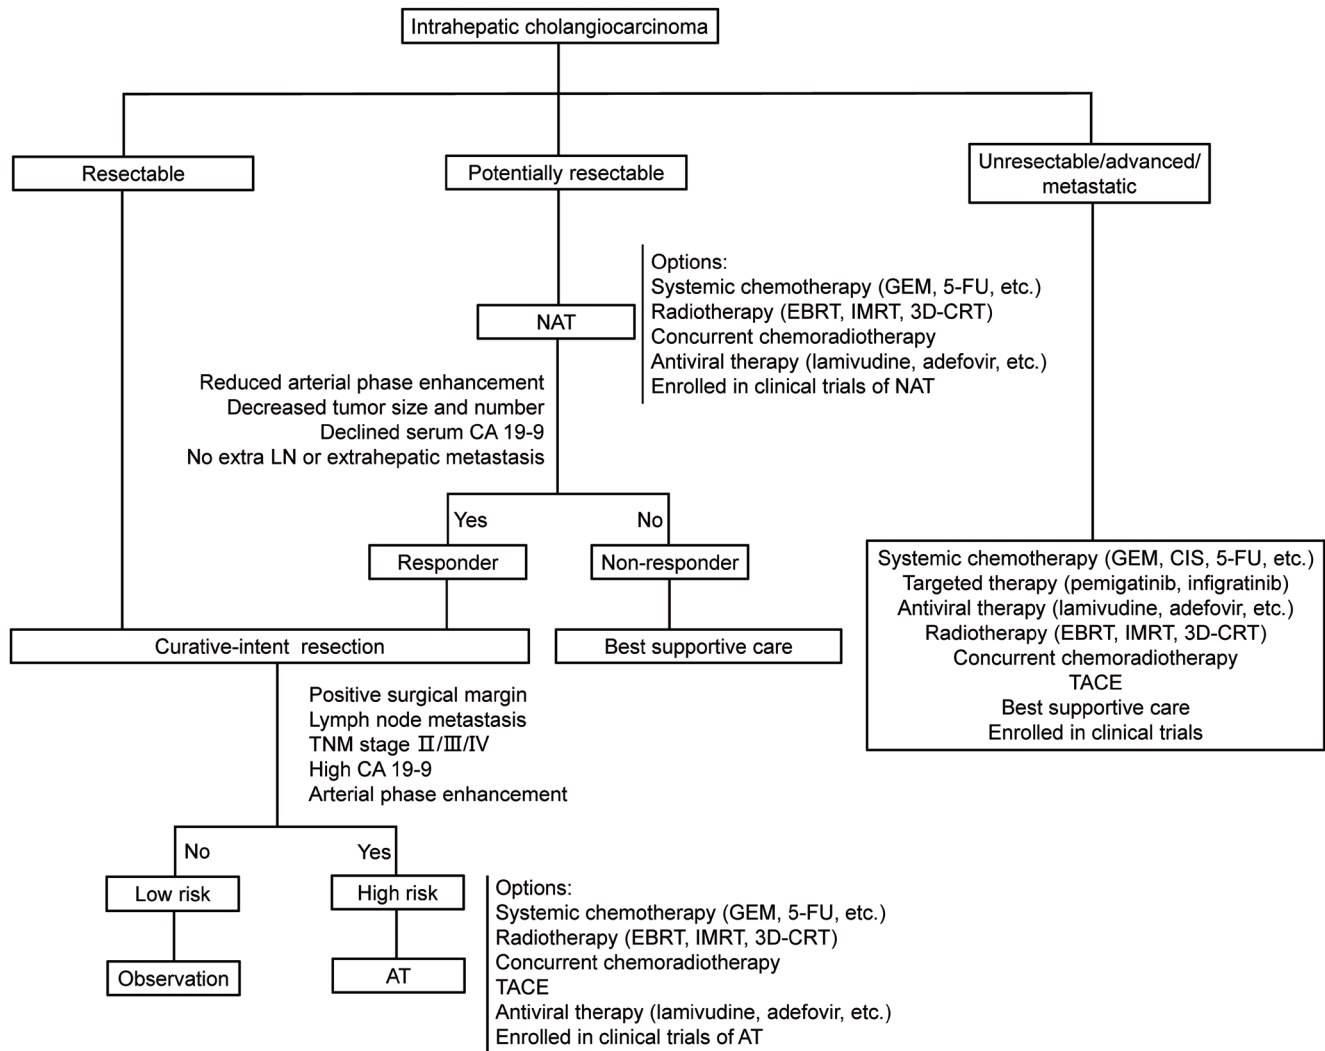 Intrahepatic cholangiocarcinoma
Resectable
Potentially resectable
Unresectable/advanced/
metastatic
Options:
Systemic chemotherapy (GEM, 5-FU, etc.)
Radiotherapy (EBRT, IMRT, 3D-CRT)
Concurrent chemoradiotherapy
Antiviral therapy (lamivudine, adefovir, etc.)
Enrolled in clinical trials of NAT
NAT
Reduced arterial phase enhancement
Decreased tumor size and number
Declined serum CA 19-9
No extra LN or extrahepatic metastasis
Yes
No
Responder
Non-responder
Systemic chemotherapy (GEM, CIS, 5-FU, etc.)
Targeted therapy (pemigatinib, infigratinib)
Antiviral therapy (lamivudine, adefovir, etc.)
Radiotherapy (EBRT, IMRT, 3D-CRT)
Concurrent chemoradiotherapy
TACE
Best supportive care
Enrolled in clinical trials
Curative-intent resection
Best supportive care
Positive surgical margin
Lymph node metastasis
TNM stage Ⅱ/Ⅲ/Ⅳ
High CA 19-9
Arterial phase enhancement
No
Yes
Low risk
High risk
Observation
AT
Options:
Systemic chemotherapy (GEM, 5-FU, etc.)
Radiotherapy (EBRT, IMRT, 3D-CRT)
Concurrent chemoradiotherapy
TACE
Antiviral therapy (lamivudine, adefovir, etc.)
Enrolled in clinical trials of AT